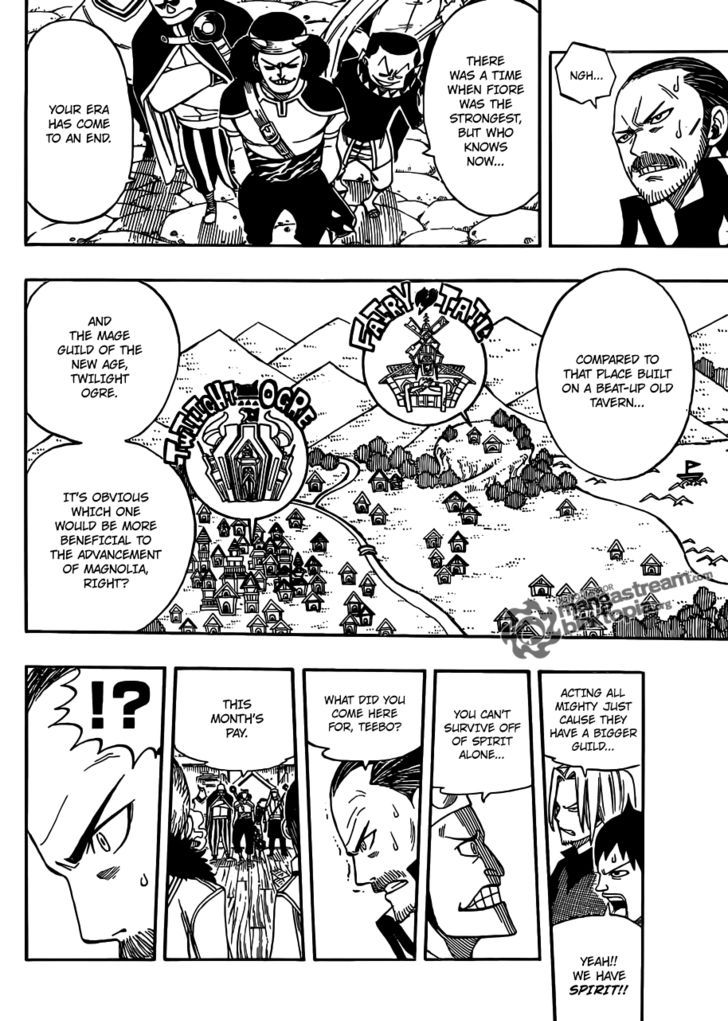 NGH...
THERE
WAS A TIME
WHEN FIORE
WAS THE
STRONGEST,
BUT WHO
KNOWS
NOW...
YOUR ERA
HAS COME
TO AN END.
COMPARED TO
THAT PLACE BUILT
ON A BEAT-UP OLD
TAVERN...
FAIRY TAIL
TWILIGHT OGRE
AND
THE MAGE
GUILD OF THE
NEW AGE,
TWILIGHT
OGRE.
IT'S OBVIOUS
WHICH ONE
WOULD BE MORE
BENEFICIAL TO
THE ADVANCEMENT
OF MAGNOLIA,
RIGHT?
mangastream.com
ACTING ALL
MIGHTY JUST
CAUSE THEY
HAVE A BIGGER
GUILD...
YEAH!!
WE HAVE
SPIRIT!!
YOU CAN'T
SURVIVE OFF
OF SPIRIT
ALONE...
WHAT DID YOU
COME HERE
FOR, TEEBO?
THIS
MONTH'S
PAY.
!?